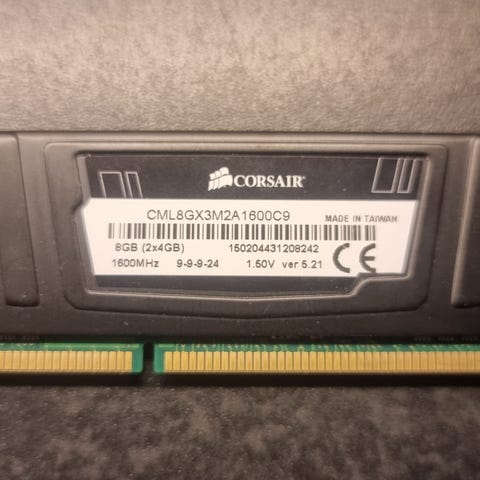 CORSAIR
CML8GX3M2A1600C9 MADE IN TAIWAN
8GB (2x4GB) 150204431208242
1600MHz 9-9-9-24 1.50V ver 5.21 CE